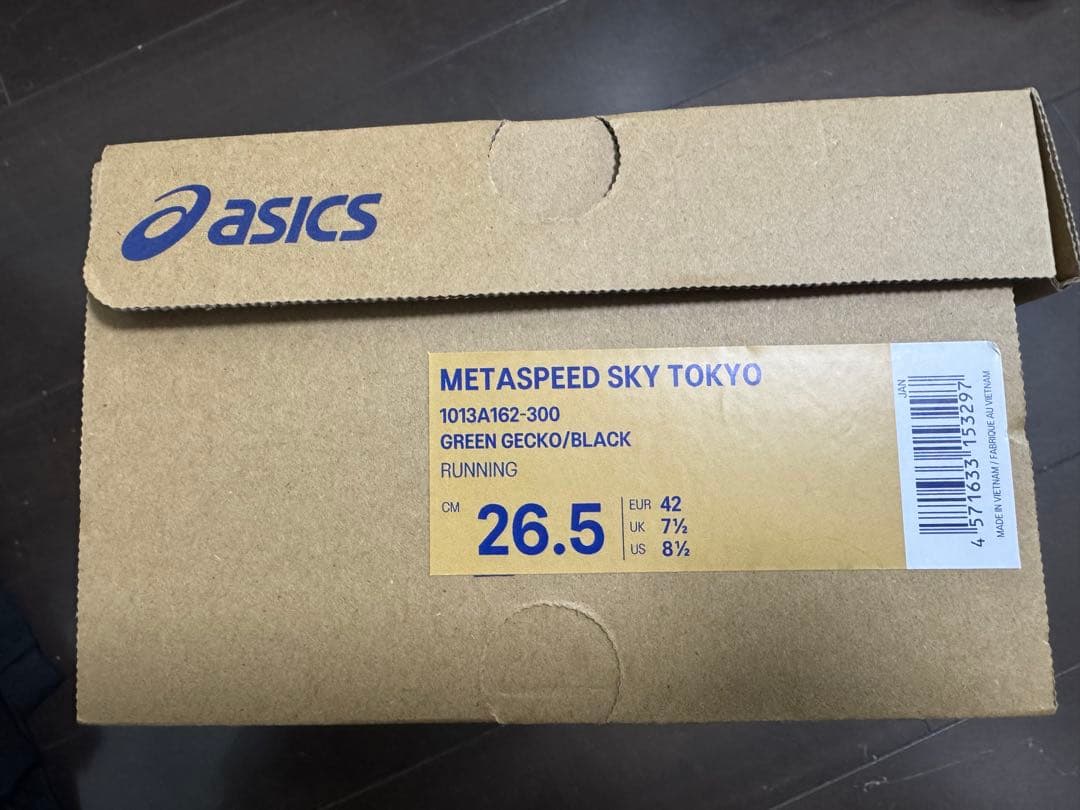 asics
METASPEED SKY TOKYO
1013A162-300
GREEN GECKO/BLACK
RUNNING
CM 26.5
EUR 42
UK 7½
US 8½
JAN
4 571633 153297
MADE IN VIETNAM / FABRIQUE AU VIETNAM